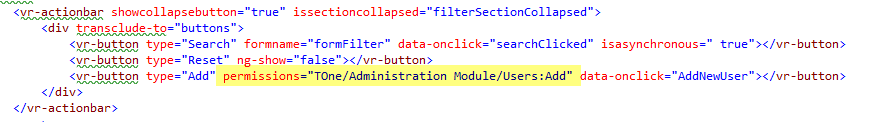 <vr-actionbar showcollapsebutton="true" issectioncollapsed="filterSectionCollapsed">
<div transclude-to="buttons">
<vr-button type="Search" formname="formFilter" data-onclick="searchClicked" isasynchronous=" true"></vr-button>
<vr-button type="Reset" ng-show="false"></vr-button>
<vr-button type="Add" permissions="TOne/Administration Module/Users:Add" data-onclick="AddNewUser"></vr-button>
</div>
</vr-actionbar>